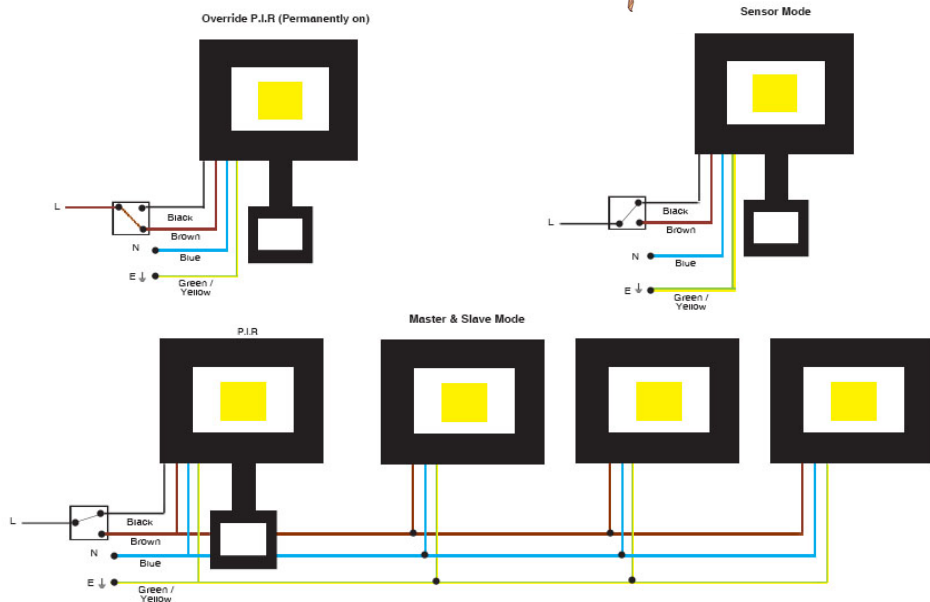 Override P.I.R (Permanently on)
L
Black
Brown
N
Blue
E
Green /
Yellow
Sensor Mode
L
Black
Brown
N
Blue
E
Green /
Yellow
Master & Slave Mode
P.I.R
L
Black
Brown
N
Blue
E
Green /
Yellow